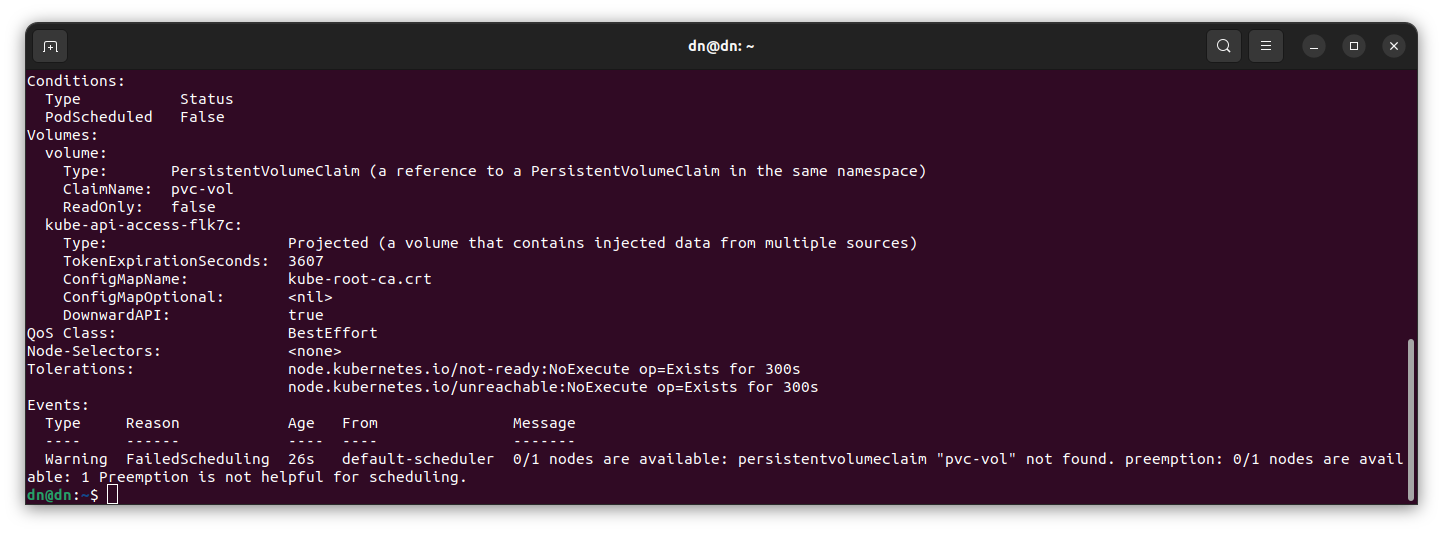 dn@dn: ~
Conditions:
  Type           Status
  PodScheduled   False
Volumes:
  volume:
    Type:       PersistentVolumeClaim (a reference to a PersistentVolumeClaim in the same namespace)
    ClaimName:  pvc-vol
    ReadOnly:   false
  kube-api-access-flk7c:
    Type:                    Projected (a volume that contains injected data from multiple sources)
    TokenExpirationSeconds:  3607
    ConfigMapName:           kube-root-ca.crt
    ConfigMapOptional:       <nil>
    DownwardAPI:             true
QoS Class:                   BestEffort
Node-Selectors:              <none>
Tolerations:                 node.kubernetes.io/not-ready:NoExecute op=Exists for 300s
                             node.kubernetes.io/unreachable:NoExecute op=Exists for 300s
Events:
  Type     Reason            Age   From               Message
  ----     ------            ----  ----               -------
  Warning  FailedScheduling  26s   default-scheduler  0/1 nodes are available: persistentvolumeclaim "pvc-vol" not found. preemption: 0/1 nodes are avail
able: 1 Preemption is not helpful for scheduling.
dn@dn:~$